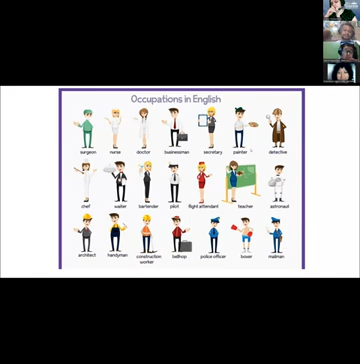 Occupations in English
surgeon nurse doctor businessman secretary painter detective
chef waiter bartender pilot flight attendant teacher astronaut
architect handyman construction worker bellhop police officer boxer mailman